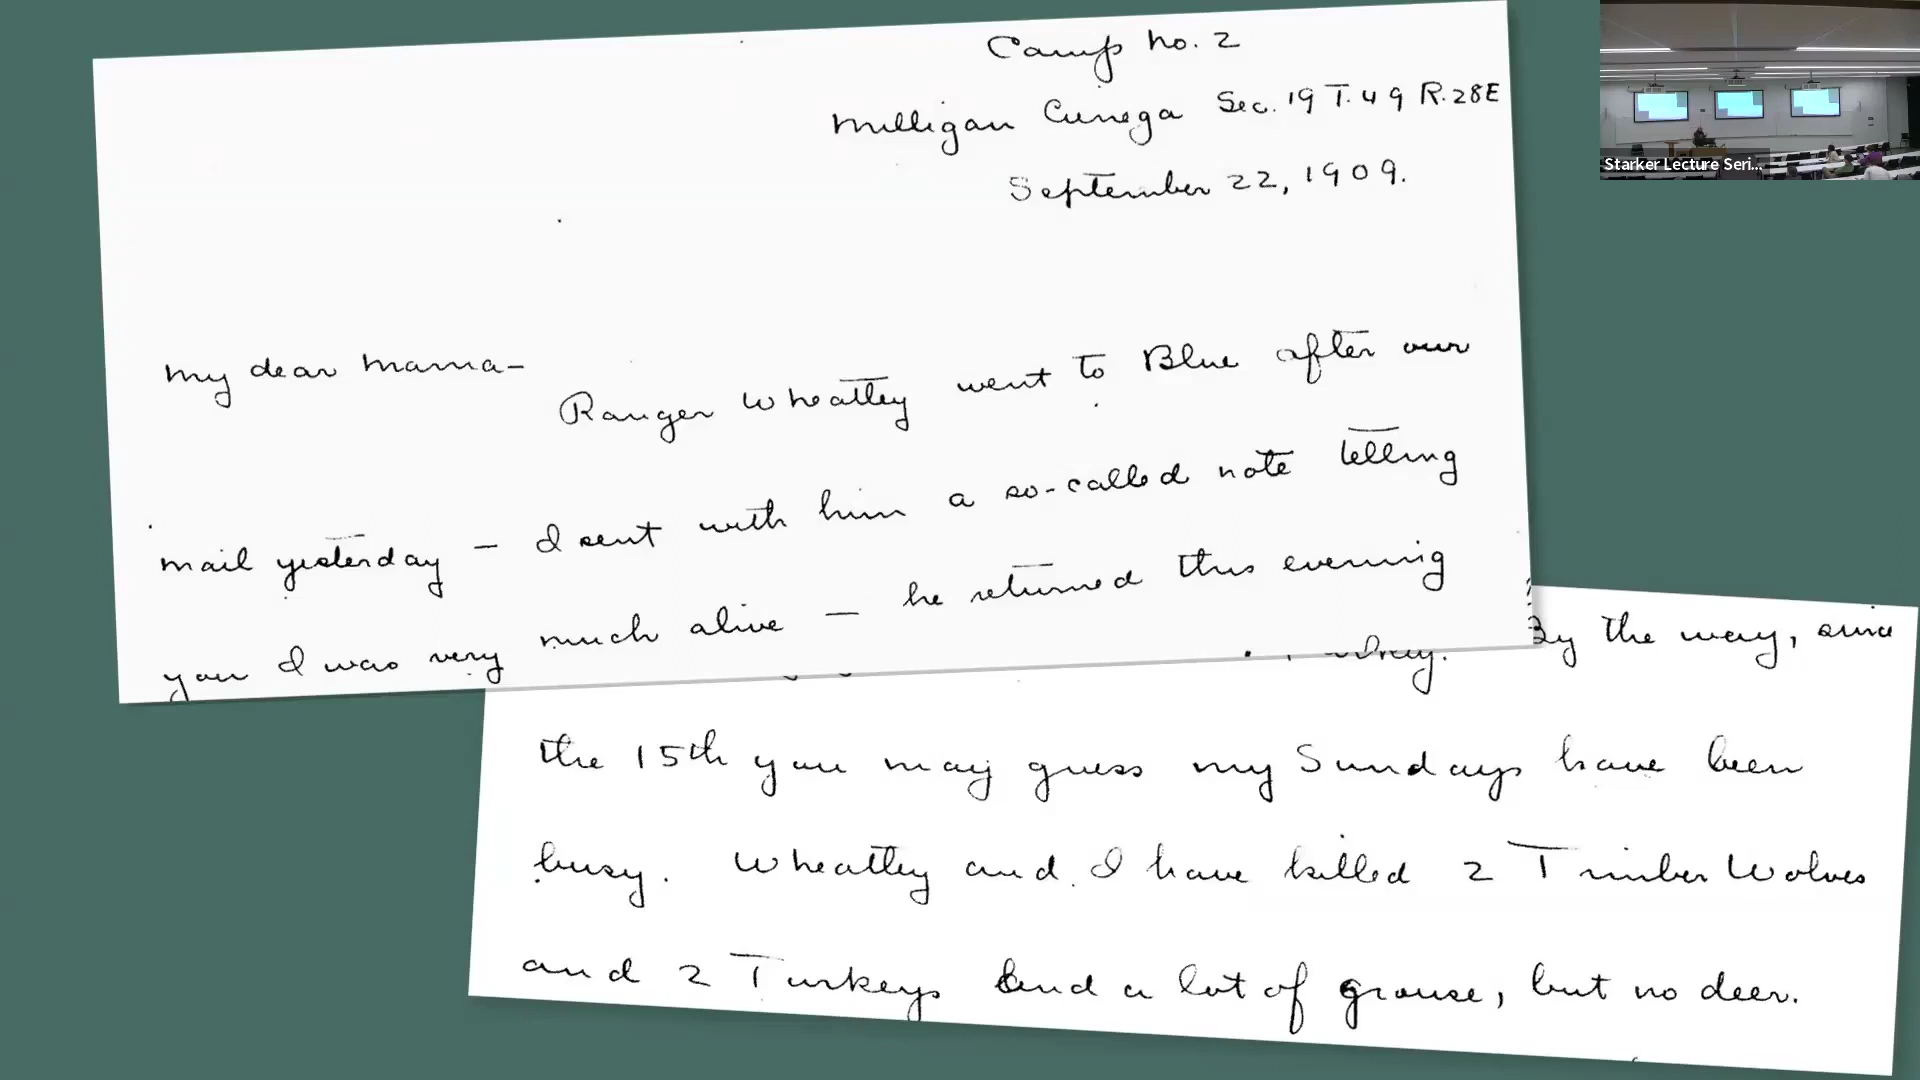 Camp No. 2
Milligan Cienega Sec. 19 T. 49 R. 28E
September 22, 1909.
My dear Mama-
Ranger Wheatley went to Blue after our
mail yesterday – I sent with him a so-called note telling
you I was very much alive – he returned this evening
By the way, since
the 15th you may guess my Sundays have been
busy. Wheatley and I have killed 2 Timber Wolves
and 2 Turkeys and a lot of grouse, but no deer.
Starker Lecture Seri...